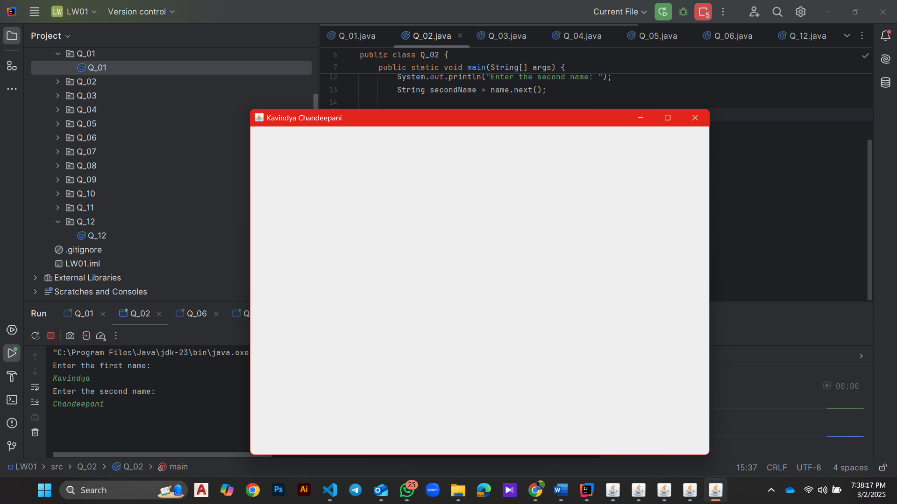 LW LW01 Version control
Current File
5
Project
Q_01.java Q_02.java Q_03.java Q_04.java Q_05.java Q_06.java Q_12.java
Q_01
Q_01
Q_02
Q_03
Q_04
Q_05
Q_06
Q_07
Q_08
Q_09
Q_10
Q_11
Q_12
Q_12
.gitignore
LW01.iml
External Libraries
Scratches and Consoles
6 public class Q_02 {
7 public static void main(String[] args) {
12 System.out.println("Enter the second name: ");
13 String secondName = name.next();
14
Kavindya Chandeepani
Run Q_01 Q_02 Q_06
"C:\Program Files\Java\jdk-23\bin\java.exe
Enter the first name:
Kavindya
Enter the second name:
Chandeepani
00:00
LW01 > src > Q_02 > Q_02 > main
15:37 CRLF UTF-8 4 spaces
Search
Ps
Ai
7:38:17 PM
3/2/2025